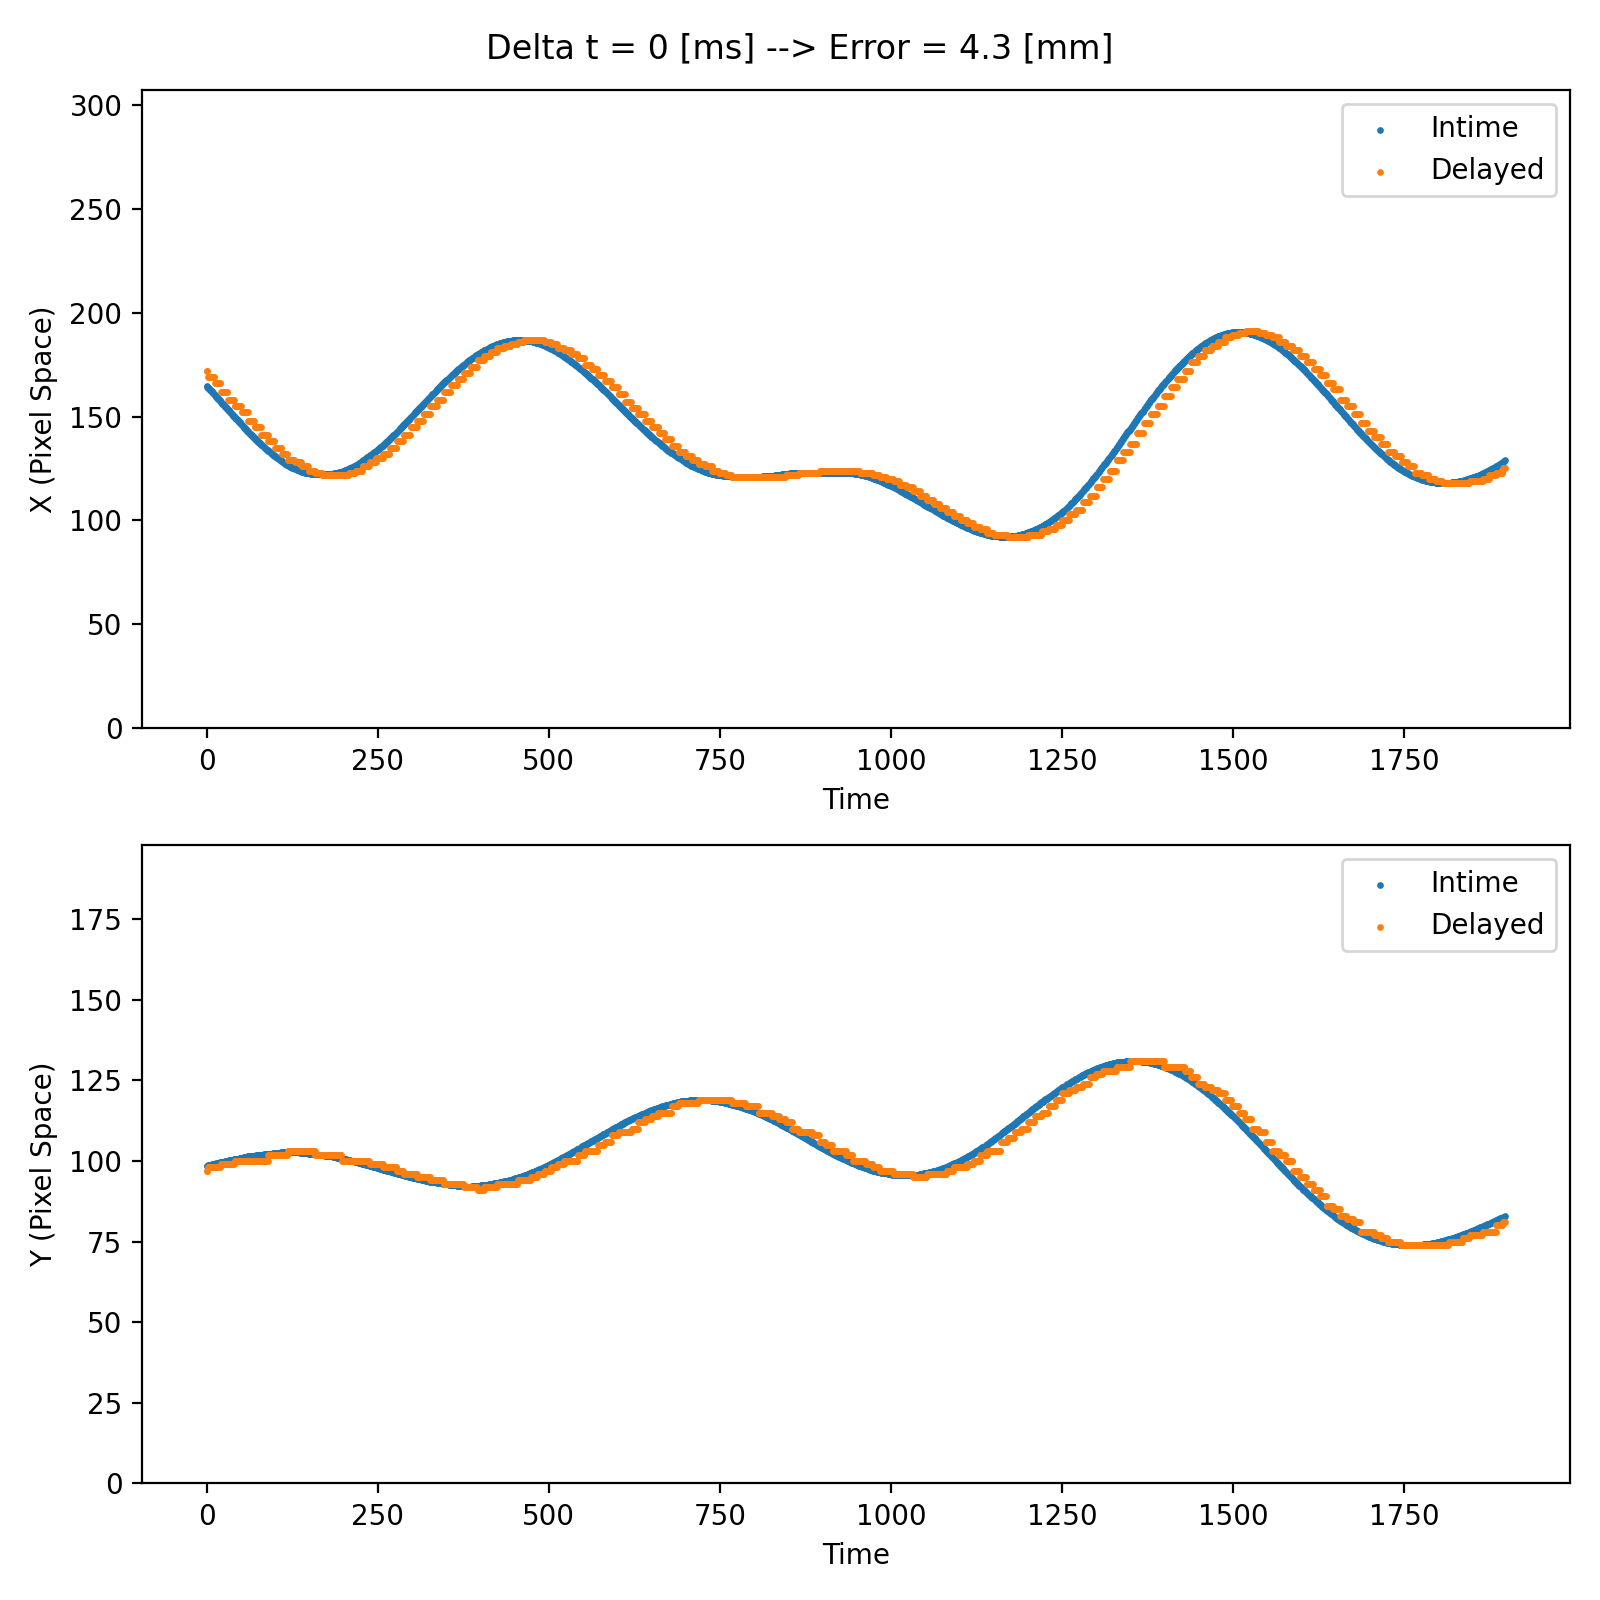 Delta t = 0 [ms] --> Error = 4.3 [mm]
300
250
200
150
100
50
0
X (Pixel Space)
Intime
Delayed
0 250 500 750 1000 1250 1500 1750
Time
175
150
125
100
75
50
25
0
Y (Pixel Space)
Intime
Delayed
0 250 500 750 1000 1250 1500 1750
Time